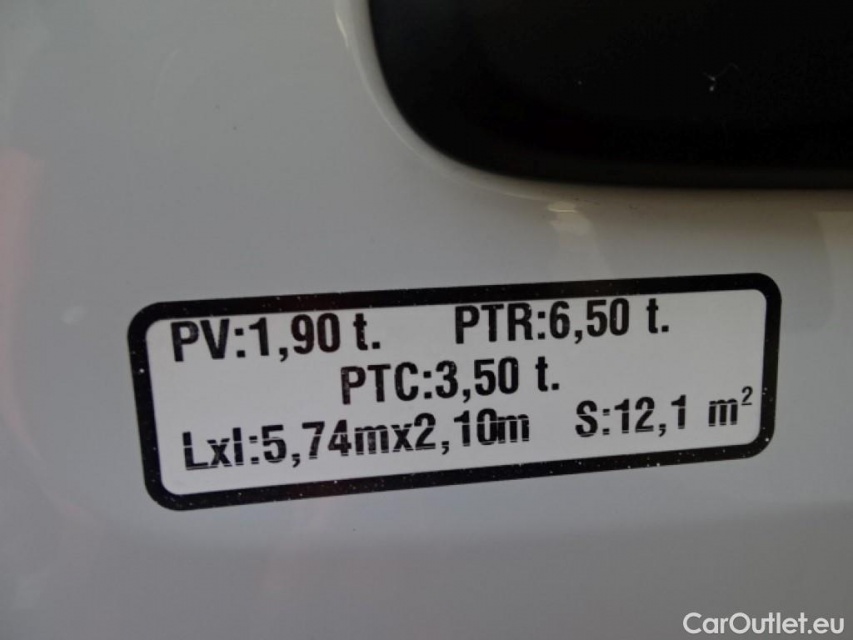 PV:1,90 t. PTR:6,50 t.
PTC:3,50 t.
Lxl:5,74mx2,10m S:12,1 m²
CarOutlet.eu